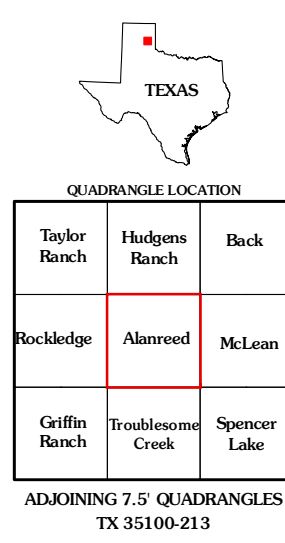 TEXAS
QUADRANGLE LOCATION
Taylor
Ranch
Hudgens
Ranch
Back
Rockledge
Alanreed
McLean
Griffin
Ranch
Troublesome
Creek
Spencer
Lake
ADJOINING 7.5' QUADRANGLES
TX 35100-213